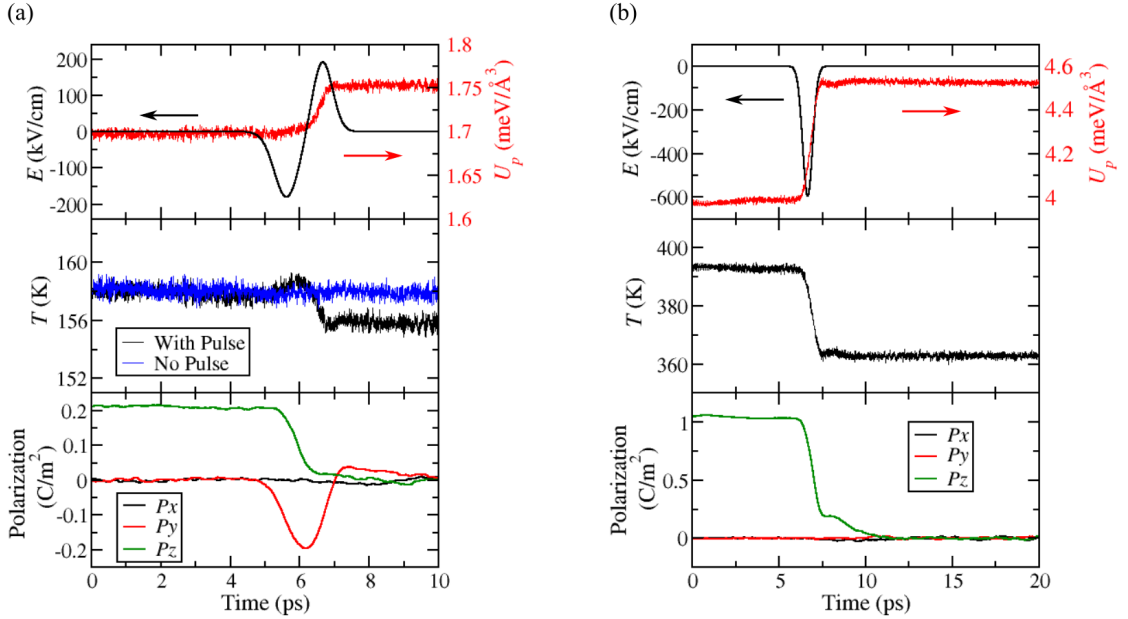 (a)
200
100
0
-100
-200
E (kV/cm)
1.8
1.75
1.7
1.65
1.6
U_p (meV/Å^3)
160
156
152
T (K)
With Pulse
No Pulse
0.2
0.1
0
-0.1
-0.2
Polarization
(C/m^2)
Px
Py
Pz
0 2 4 6 8 10
Time (ps)
(b)
0
-200
-400
-600
E (kV/cm)
4.6
4.4
4.2
4
U_p (meV/Å^3)
400
380
360
T (K)
1
0.5
0
Polarization
(C/m^2)
Px
Py
Pz
0 5 10 15 20
Time (ps)